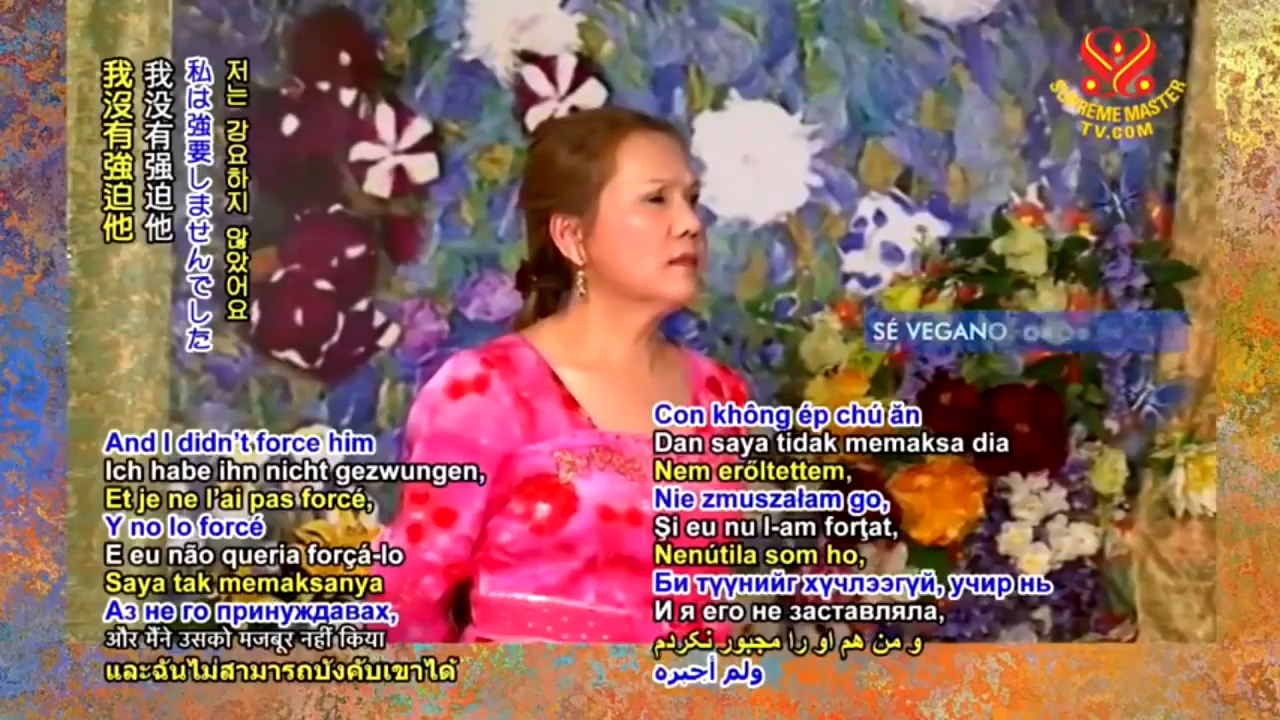 我沒有強迫他
我没有强迫他
私は強要しませんでした
저는 강요하지 않았어요
SUPREME MASTER
TV.COM
SÉ VEGANO
And I didn't force him
Ich habe ihn nicht gezwungen,
Et je ne l'ai pas forcé,
Y no lo forcé
E eu não queria forçá-lo
Saya tak memaksanya
Аз не го принуждавах,
और मैंने उसको मजबूर नहीं किया
และฉันไม่สามารถบังคับเขาได้
Con không ép chú ăn
Dan saya tidak memaksa dia
Nem erőltettem,
Nie zmuszałam go,
Şi eu nu l-am forţat,
Nenútila som ho,
Би түүнийг хүчлээгүй, учир нь
И я его не заставляла,
و من هم او را مجبور نکردم
ولم أجبره